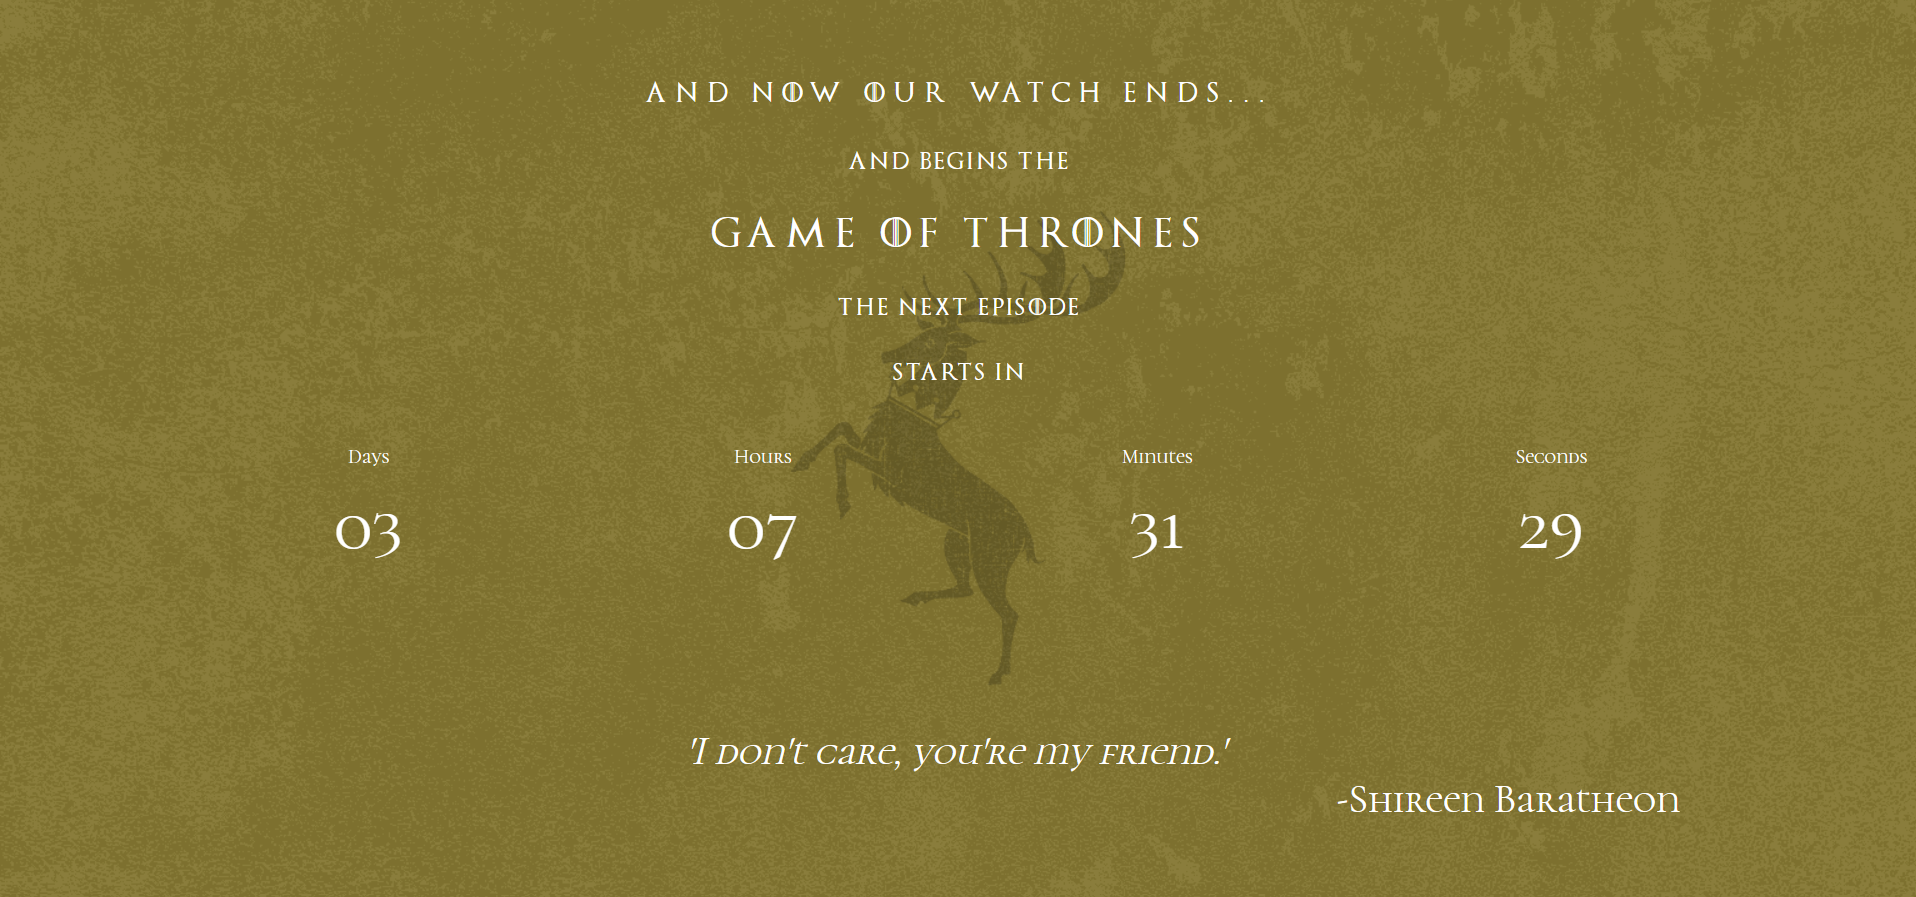 AND NOW OUR WATCH ENDS...
AND BEGINS THE
GAME OF THRONES
THE NEXT EPISODE
STARTS IN
Days Hours Minutes Seconds
03 07 31 29
'I don't care, you're my friend.'
-Shireen Baratheon